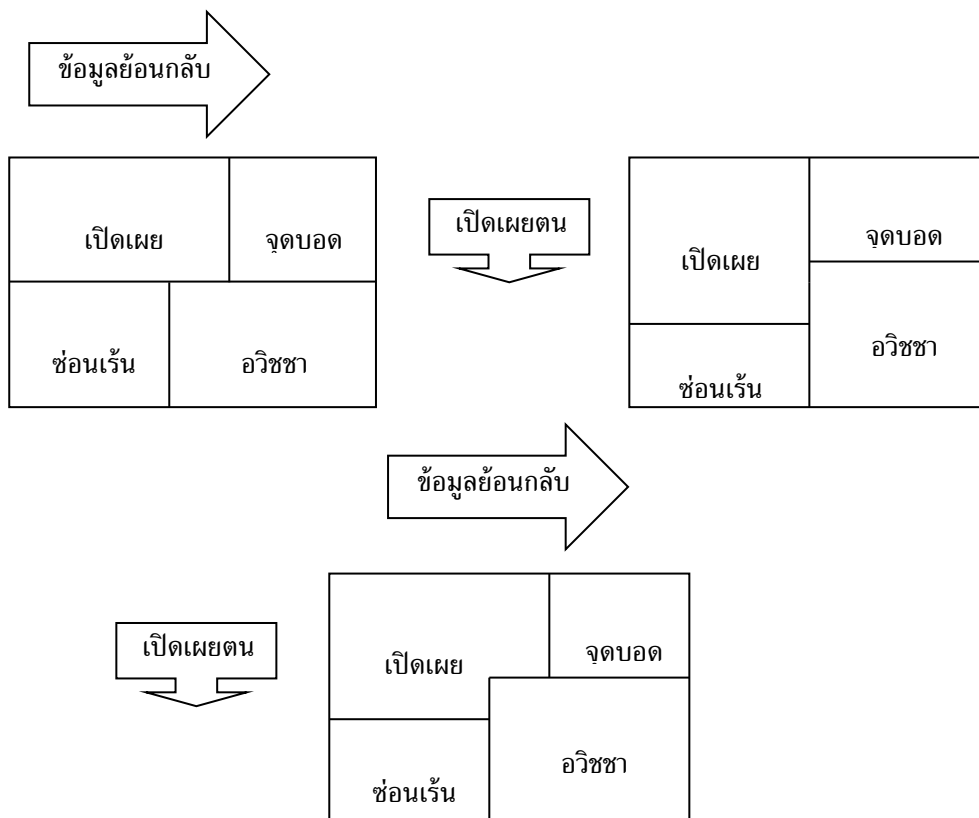 ข้อมูลย้อนกลับ
เปิดเผย
จุดบอด
ซ่อนเร้น
อวิชชา
เปิดเผยตน
เปิดเผย
จุดบอด
ซ่อนเร้น
อวิชชา
ข้อมูลย้อนกลับ
เปิดเผยตน
เปิดเผย
จุดบอด
ซ่อนเร้น
อวิชชา